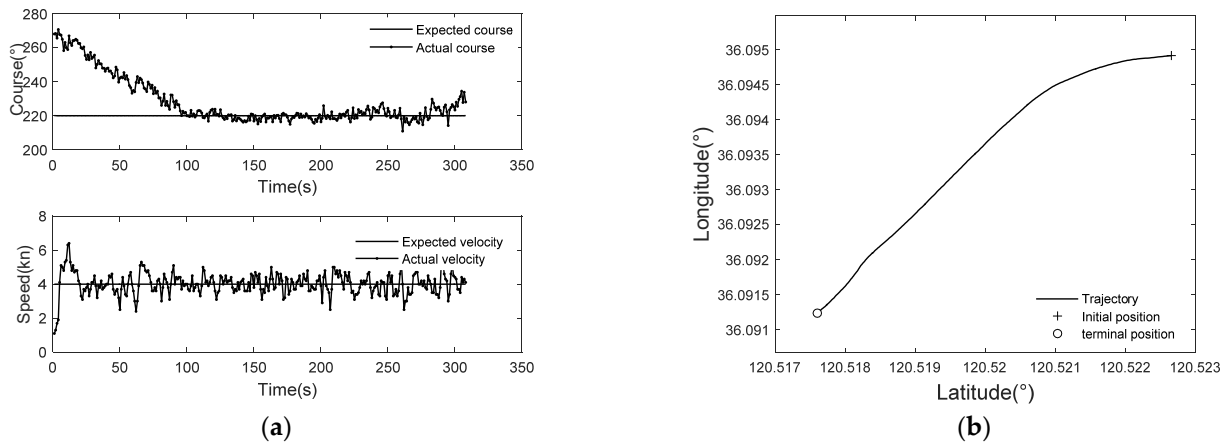 280
260
240
220
200
Course(°)
Expected course
Actual course
0 50 100 150 200 250 300 350
Time(s)
8
6
4
2
0
Speed(kn)
Expected velocity
Actual velocity
0 50 100 150 200 250 300 350
Time(s)
(a)
36.095
36.0945
36.094
36.0935
36.093
36.0925
36.092
36.0915
36.091
Longitude(°)
Trajectory
Initial position
terminal position
120.517 120.518 120.519 120.52 120.521 120.522 120.523
Latitude(°)
(b)